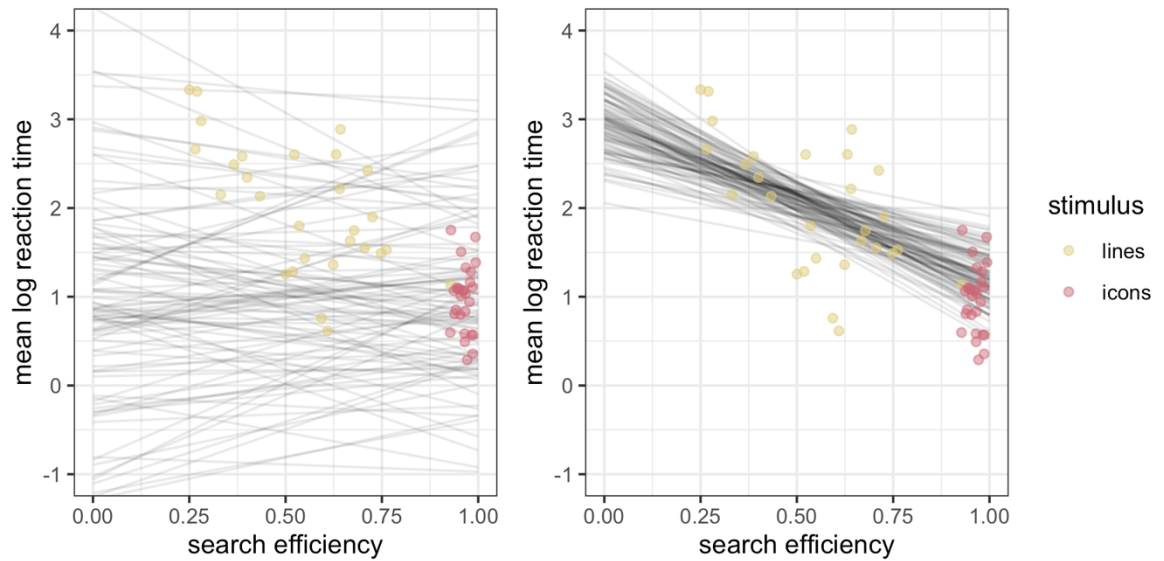 mean log reaction time
4
3
2
1
0
-1
0.00 0.25 0.50 0.75 1.00
search efficiency
mean log reaction time
4
3
2
1
0
-1
0.00 0.25 0.50 0.75 1.00
search efficiency
stimulus
lines
icons